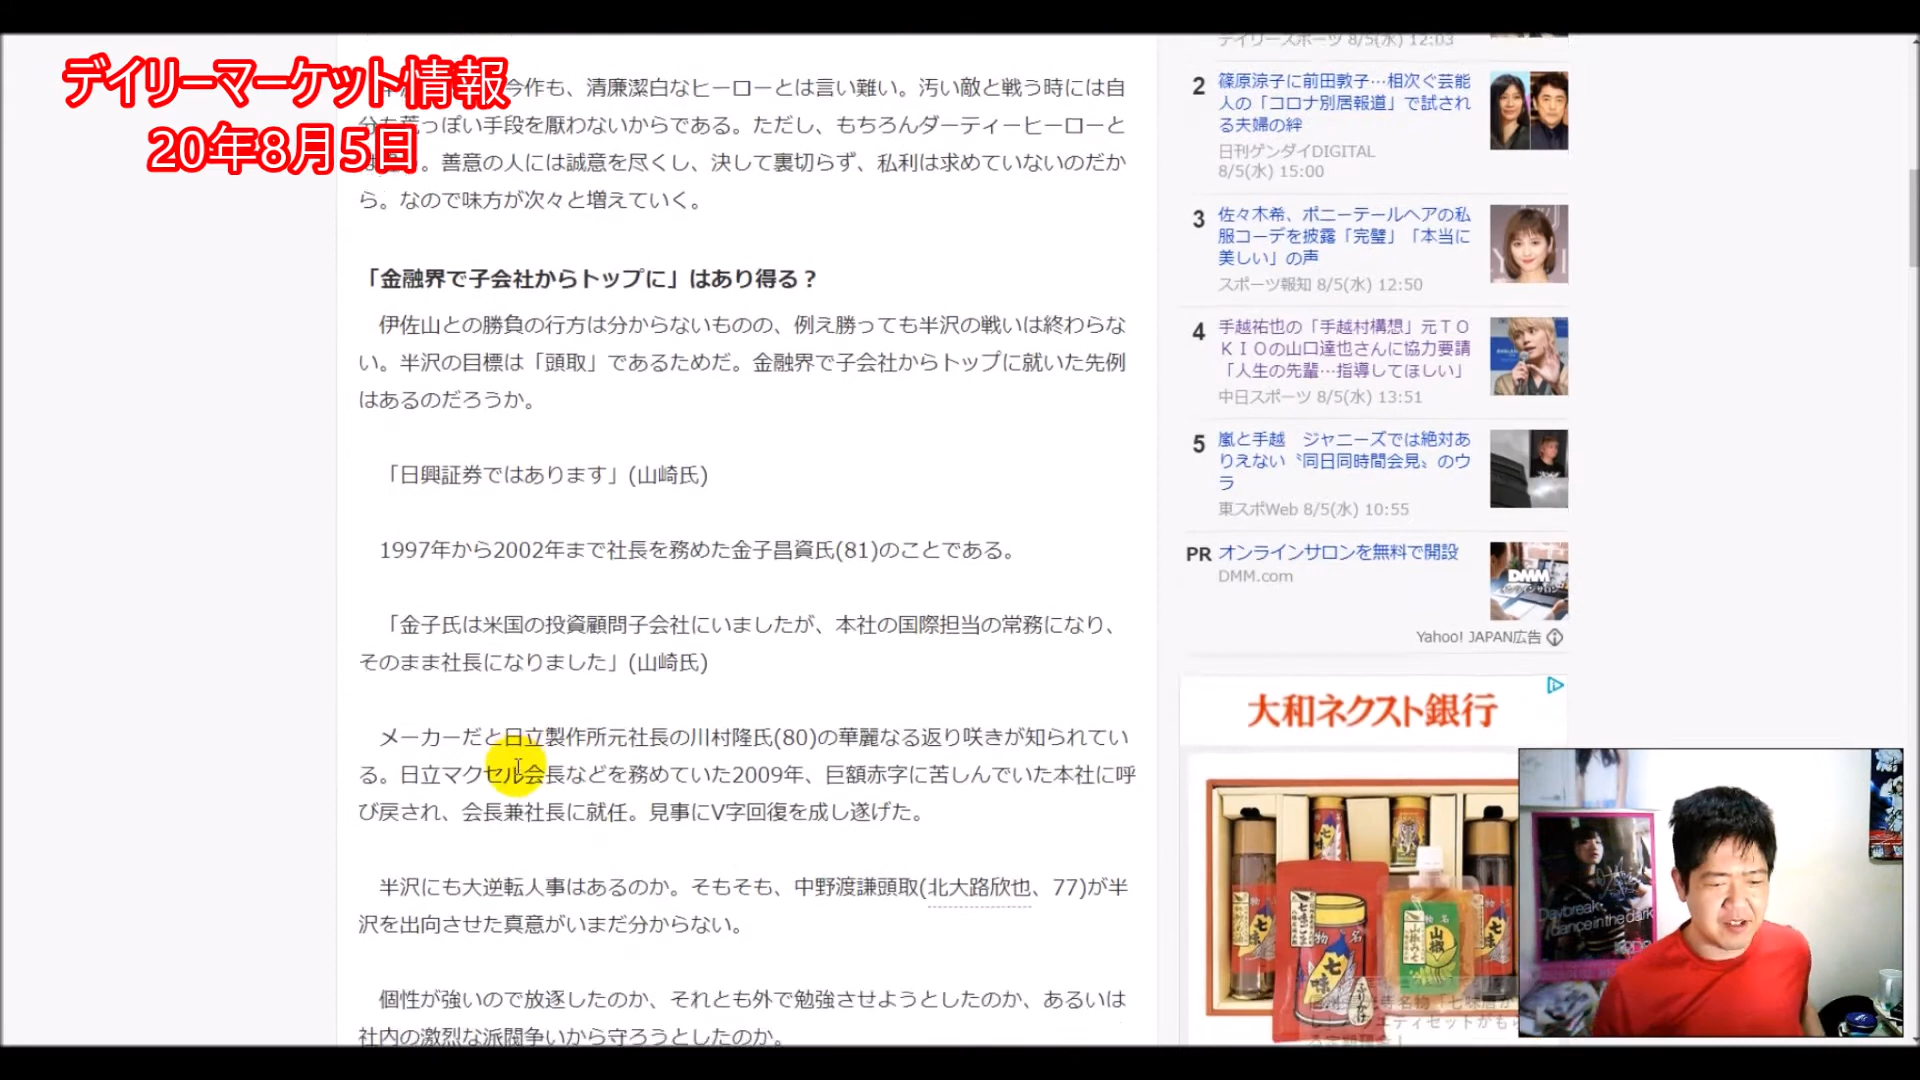 デイリーマーケット情報
20年8月5日
今作も、清廉潔白なヒーローとは言い難い。汚い敵と戦う時には自
荒っぽい手段を厭わないからである。ただし、もちろんダーティーヒーローと
。善意の人には誠意を尽くし、決して裏切らず、私利は求めていないのだか
ら。なので味方が次々と増えていく。
「金融界で子会社からトップに」はあり得る？
伊佐山との勝負の行方は分からないものの、例え勝っても半沢の戦いは終わらな
い。半沢の目標は「頭取」であるためだ。金融界で子会社からトップに就いた先例
はあるのだろうか。
「日興証券ではあります」(山崎氏)
1997年から2002年まで社長を務めた金子昌資氏(81)のことである。
「金子氏は米国の投資顧問子会社にいましたが、本社の国際担当の常務になり、
そのまま社長になりました」(山崎氏)
メーカーだと日立製作所元社長の川村隆氏(80)の華麗なる返り咲きが知られてい
る。日立マクセル会長などを務めていた2009年、巨額赤字に苦しんでいた本社に呼
び戻され、会長兼社長に就任。見事にV字回復を成し遂げた。
半沢にも大逆転人事はあるのか。そもそも、中野渡謙頭取(北大路欣也、77)が半
沢を出向させた真意がいまだ分からない。
個性が強いので放逐したのか、それとも外で勉強させようとしたのか、あるいは
社内の激烈な派閥争いから守ろうとしたのか。
デイリースポーツ 8/5(水) 12:03
2 篠原涼子に前田敦子…相次ぐ芸能
人の「コロナ別居報道」で試され
る夫婦の絆
日刊ゲンダイDIGITAL
8/5(水) 15:00
3 佐々木希、ポニーテールヘアの私
服コーデを披露「完璧」「本当に
美しい」の声
スポーツ報知 8/5(水) 12:50
4 手越祐也の「手越村構想」元ＴＯ
ＫＩＯの山口達也さんに協力要請
「人生の先輩…指導してほしい」
中日スポーツ 8/5(水) 13:51
5 嵐と手越　ジャニーズでは絶対あ
りえない〝同日同時間会見〟のウ
ラ
東スポWeb 8/5(水) 10:55
PR オンラインサロンを無料で開設
DMM.com
DMM
Yahoo! JAPAN広告
大和ネクスト銀行
七味
山椒
七味
Daybreak
dance in the dark